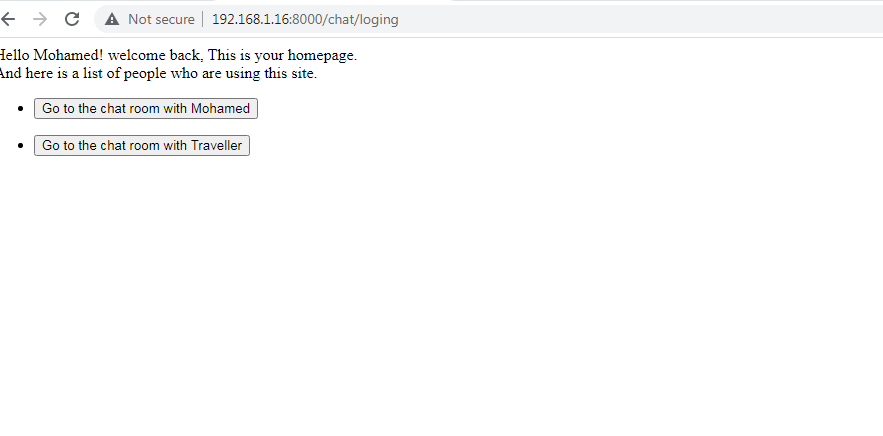 Not secure 192.168.1.16:8000/chat/loging
Hello Mohamed! welcome back, This is your homepage.
And here is a list of people who are using this site.
Go to the chat room with Mohamed
Go to the chat room with Traveller